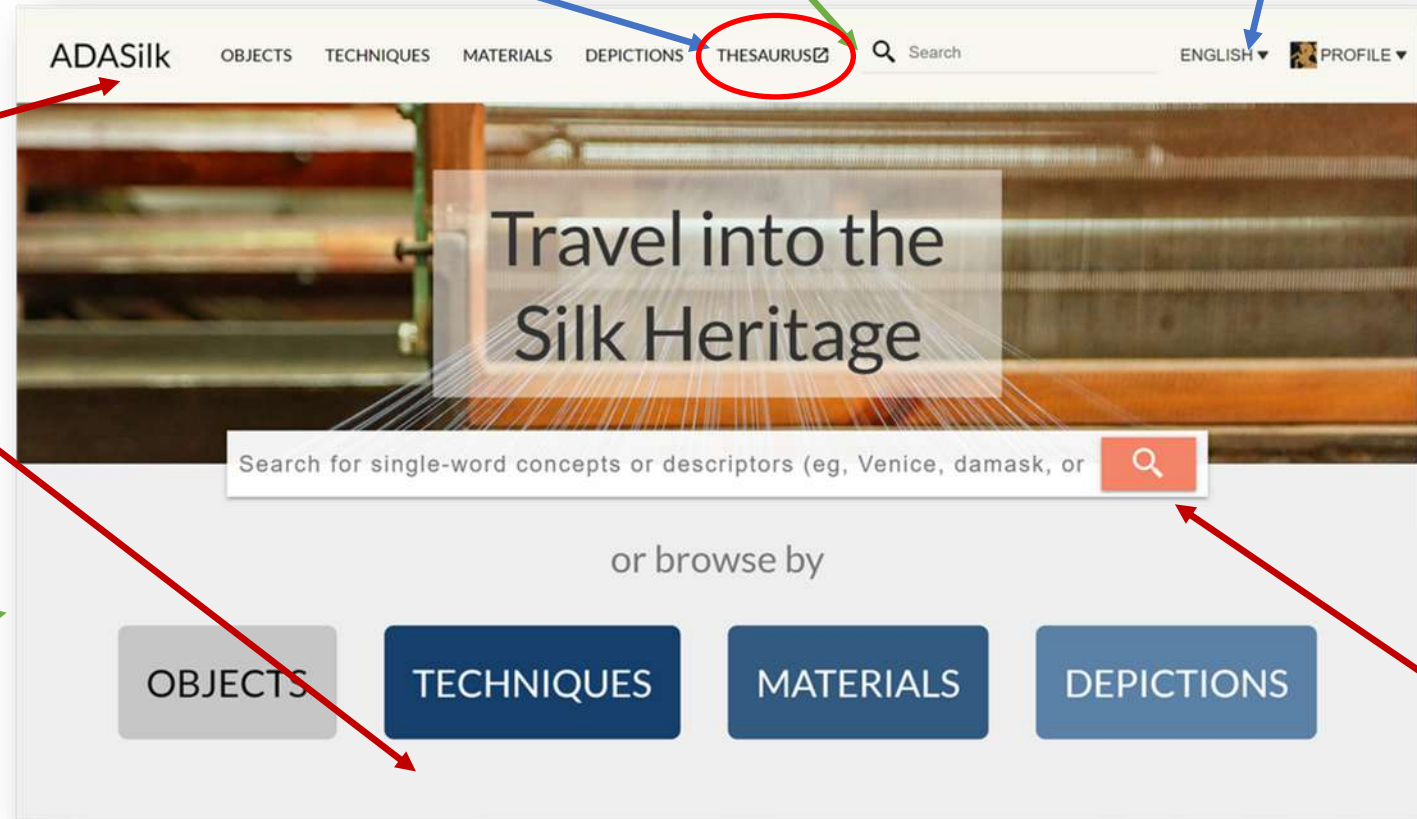 ADASilk OBJECTS TECHNIQUES MATERIALS DEPICTIONS THESAURUS Search ENGLISH ▾ PROFILE ▾
Travel into the
Silk Heritage
Search for single-word concepts or descriptors (eg, Venice, damask, or
or browse by
OBJECTS TECHNIQUES MATERIALS DEPICTIONS